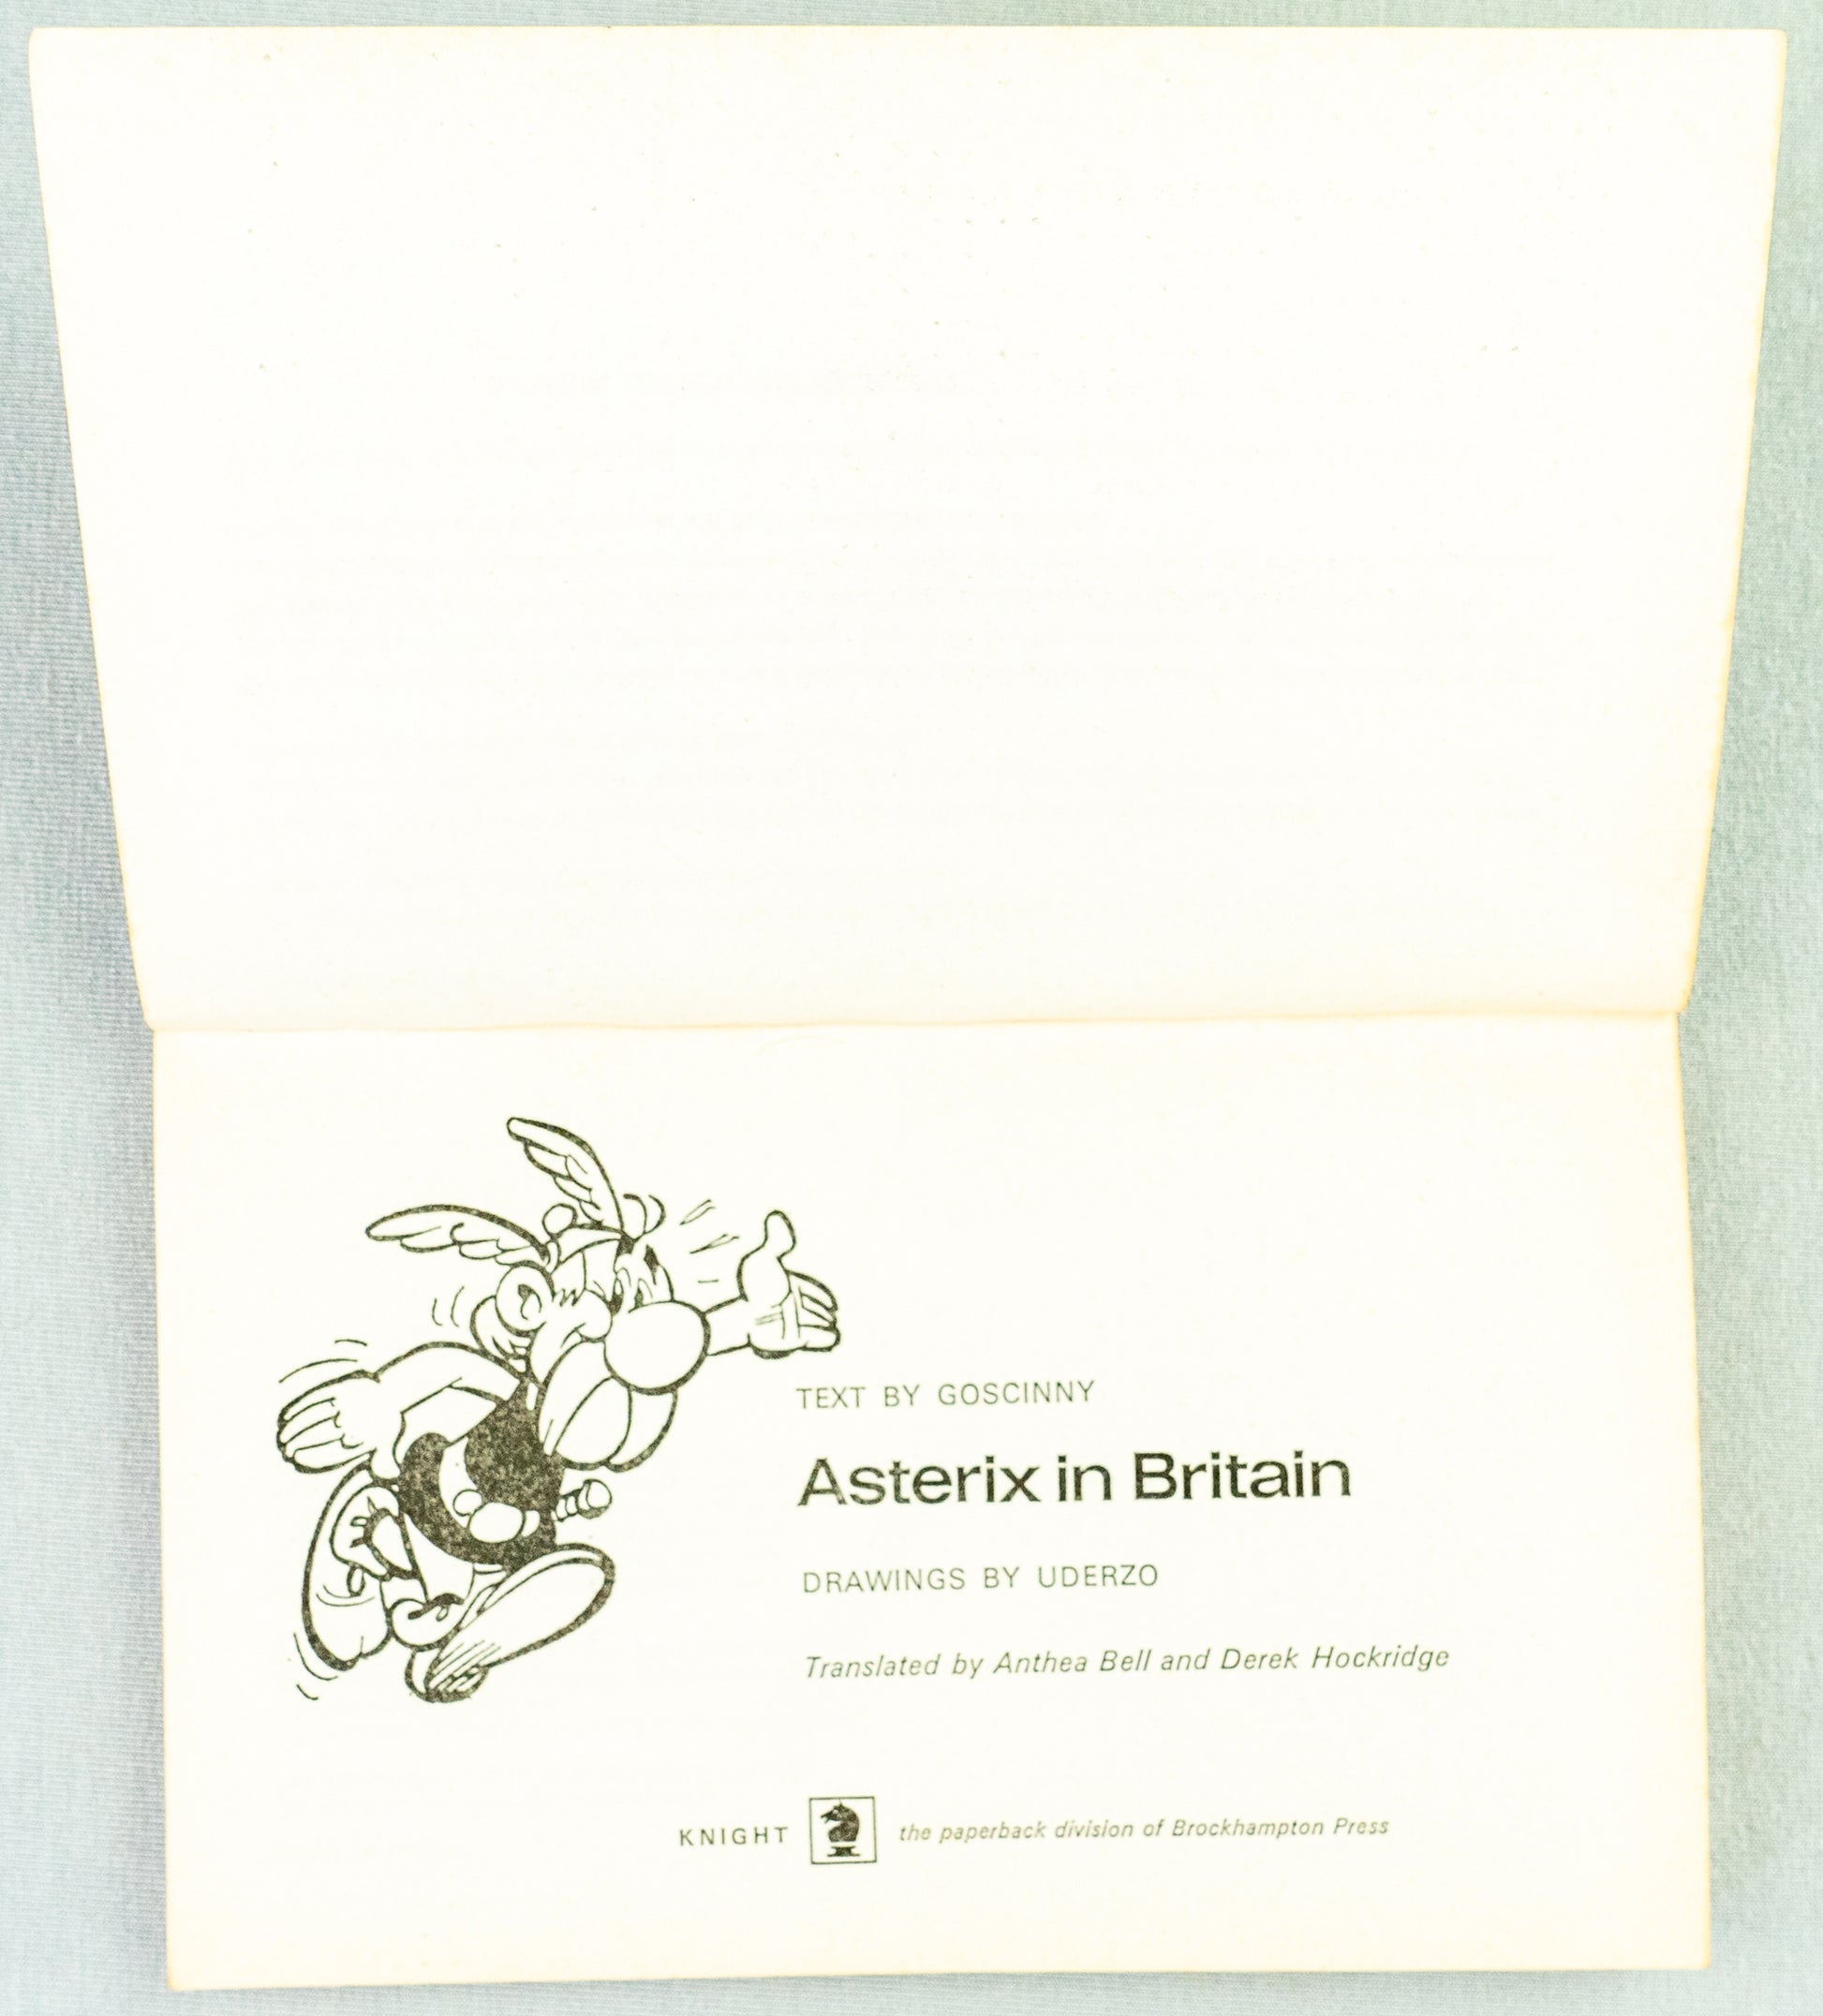 TEXT BY GOSCINNY
Asterix in Britain
DRAWINGS BY UDERZO
Translated by Anthea Bell and Derek Hockridge
KNIGHT the paperback division of Brockhampton Press